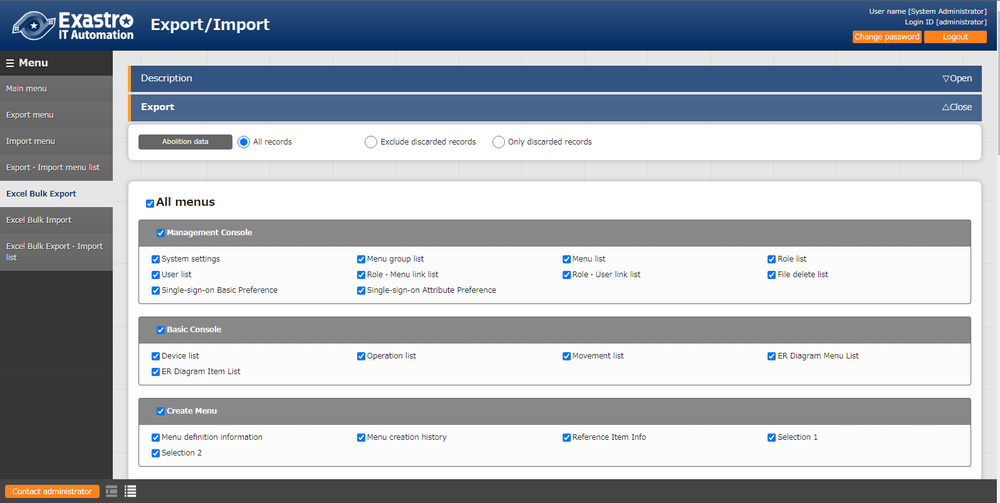 Exastro
IT Automation
Export/Import
User name [System Administrator]
Login ID [administrator]
Change password
Logout
Menu
Main menu
Export menu
Import menu
Export・Import menu list
Excel Bulk Export
Excel Bulk Import
Excel Bulk Export・Import
list
Description
▽Open
Export
△Close
Abolition data
All records
Exclude discarded records
Only discarded records
All menus
Management Console
System settings
Menu group list
Menu list
Role list
User list
Role・Menu link list
Role・User link list
File delete list
Single-sign-on Basic Preference
Single-sign-on Attribute Preference
Basic Console
Device list
Operation list
Movement list
ER Diagram Menu List
ER Diagram Item List
Create Menu
Menu definition information
Menu creation history
Reference Item Info
Selection 1
Selection 2
Contact administrator